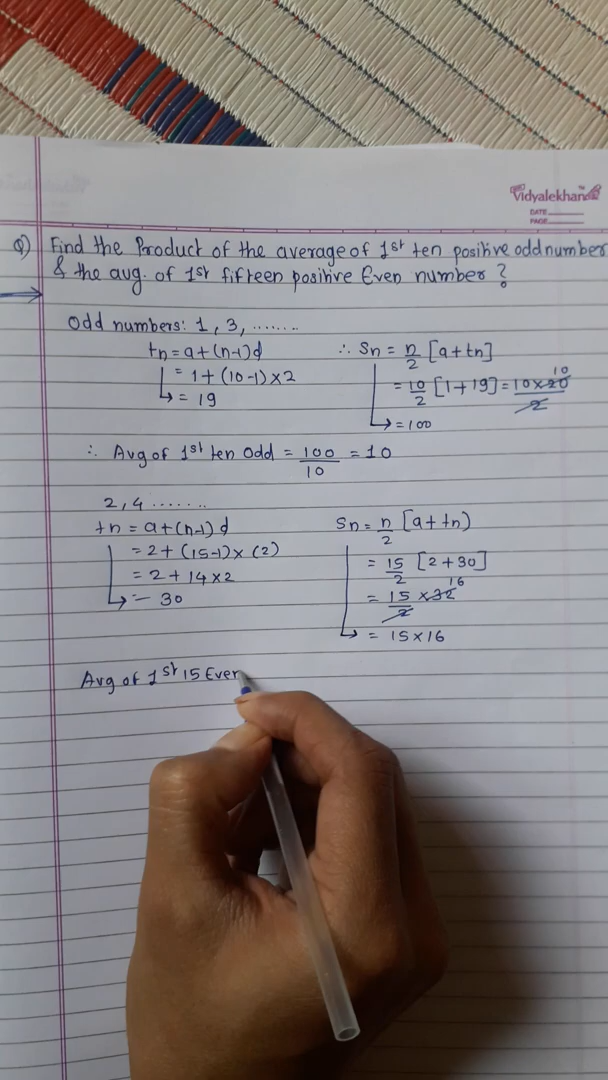 Vidyalekhan
DATE
PAGE
Q) Find the Product of the average of 1st ten positive odd number
& the avg. of 1st fifteen positive Even number ?
Odd numbers: 1, 3, ........
tn = a+(n-1)d
= 1+(10-1)×2
= 19
∴ Sn = n/2 [a+tn]
= 10/2 [1+19] = 10×20/2 10
= 100
∴ Avg of 1st ten Odd = 100/10 = 10
2, 4 .......
tn = a+(n-1)d
= 2+(15-1)×(2)
= 2+14×2
= 30
Sn = n/2 [a+tn)
= 15/2 [2+30]
= 15/2 ×32 16
= 15×16
Avg of 1st 15 Even